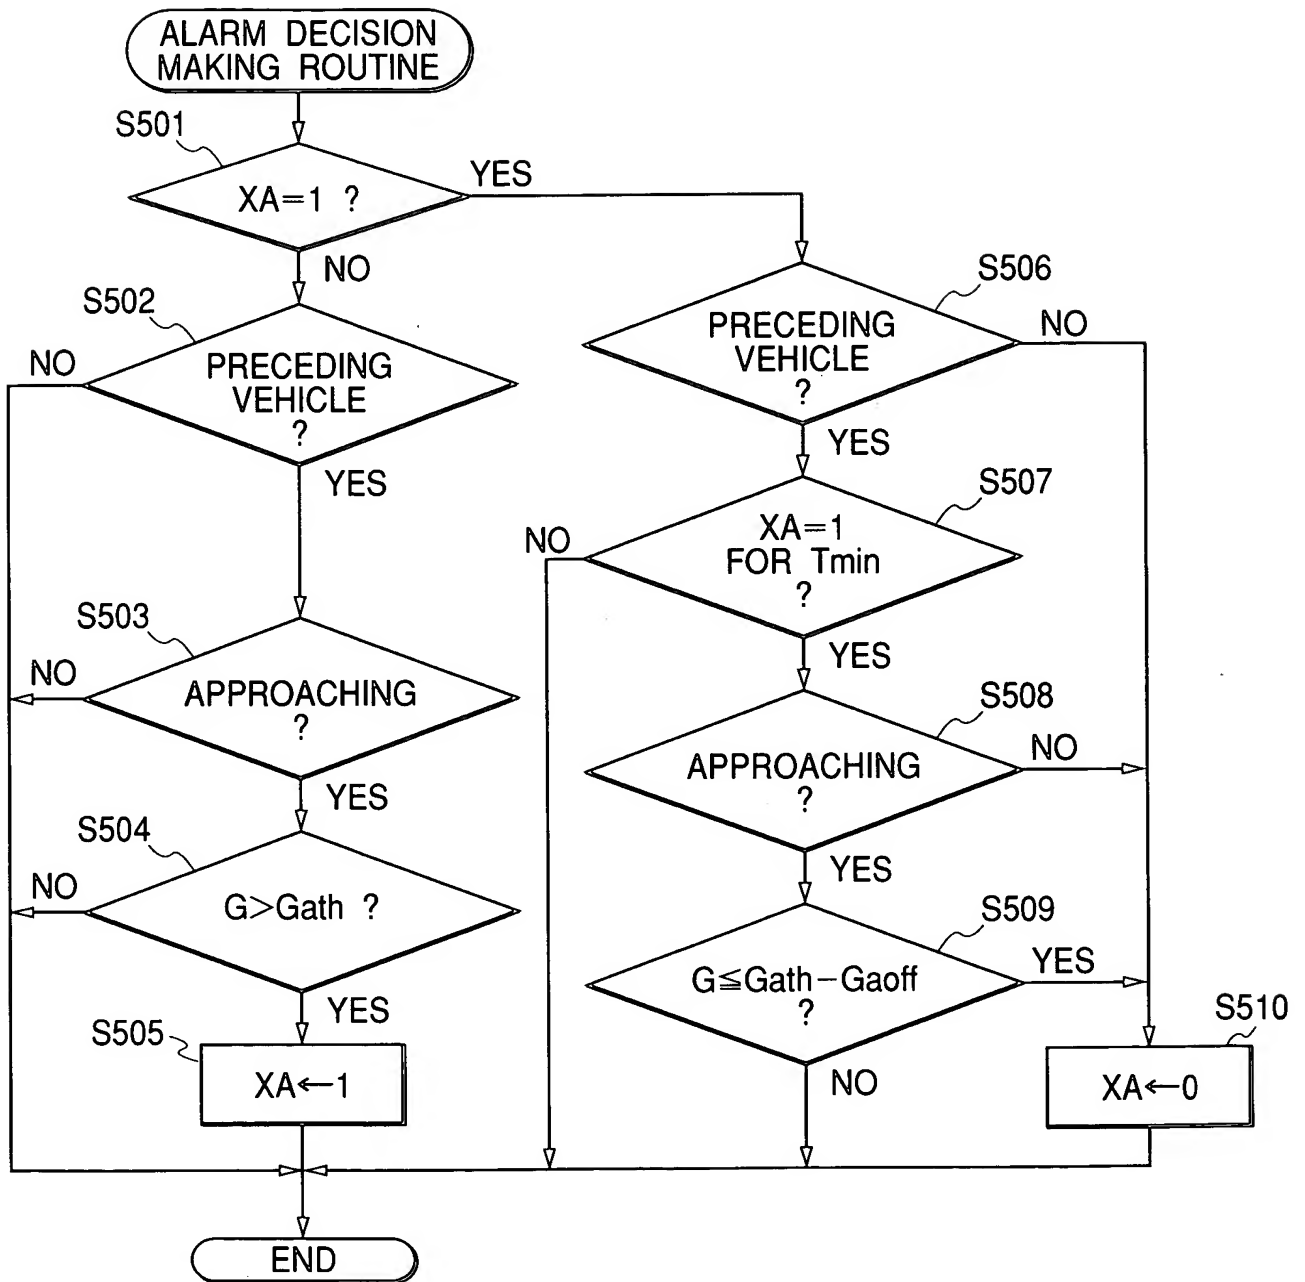 ALARM DECISION
MAKING ROUTINE
S501
XA=1 ?
YES
NO
S502
PRECEDING
VEHICLE
?
NO
YES
S503
APPROACHING
?
NO
YES
S504
G>Gath ?
NO
YES
S505
XA←1
S506
PRECEDING
VEHICLE
?
NO
YES
S507
XA=1
FOR Tmin
?
NO
YES
S508
APPROACHING
?
NO
YES
S509
G≦Gath-Gaoff
?
YES
NO
S510
XA←0
END